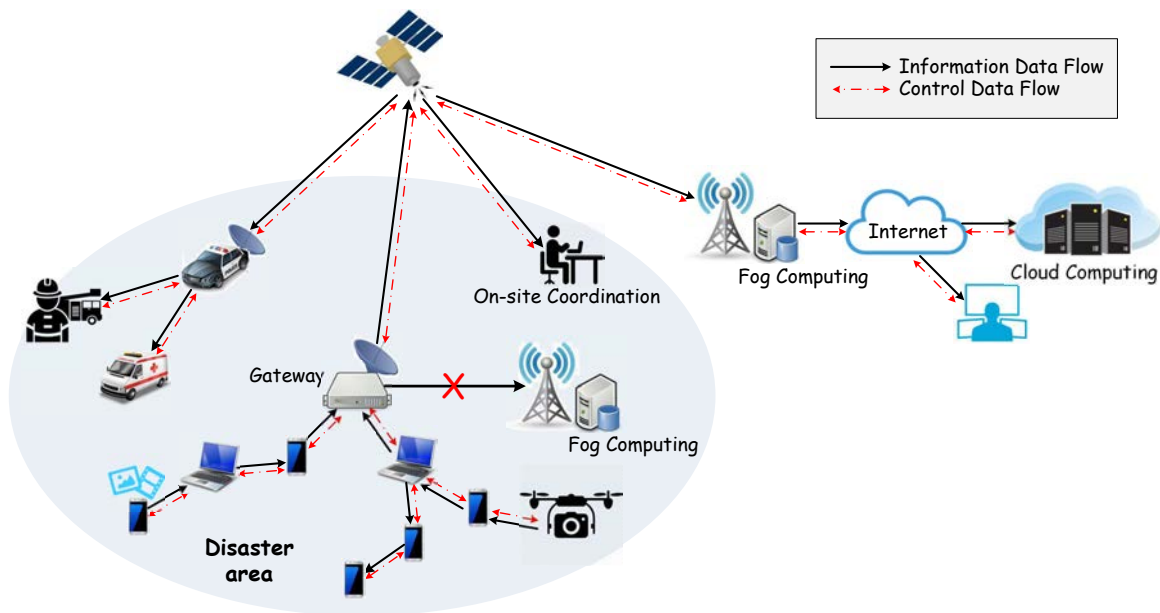 Information Data Flow
Control Data Flow
Internet
Fog Computing
Cloud Computing
On-site Coordination
Gateway
Fog Computing
Disaster
area